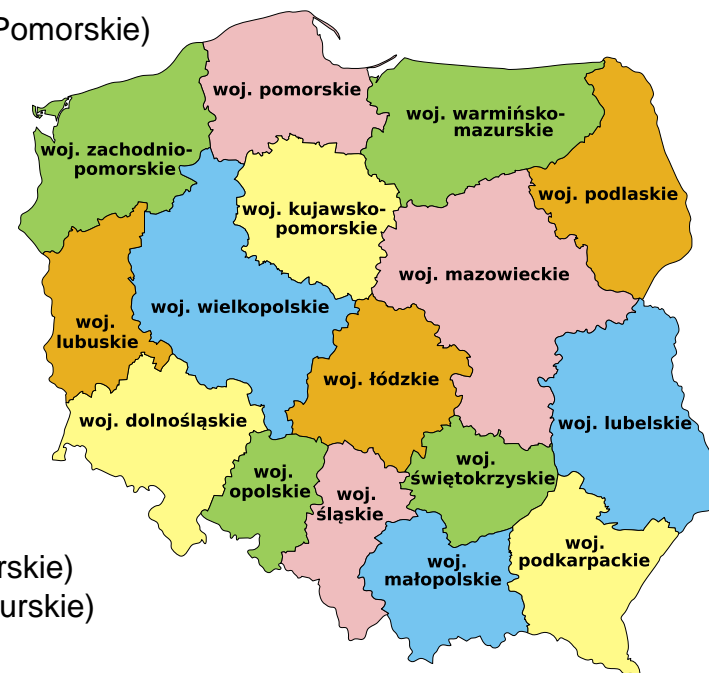 Pomorskie)
woj. pomorskie
woj. warmińsko-
mazurskie
woj. zachodnio-
pomorskie
woj. podlaskie
woj. kujawsko-
pomorskie
woj. mazowieckie
woj. wielkopolskie
woj.
lubuskie
woj. łódzkie
woj. dolnośląskie
woj. lubelskie
woj.
opolskie
woj.
śląskie
woj.
świętokrzyskie
woj.
małopolskie
woj.
podkarpackie
rskie)
urskie)